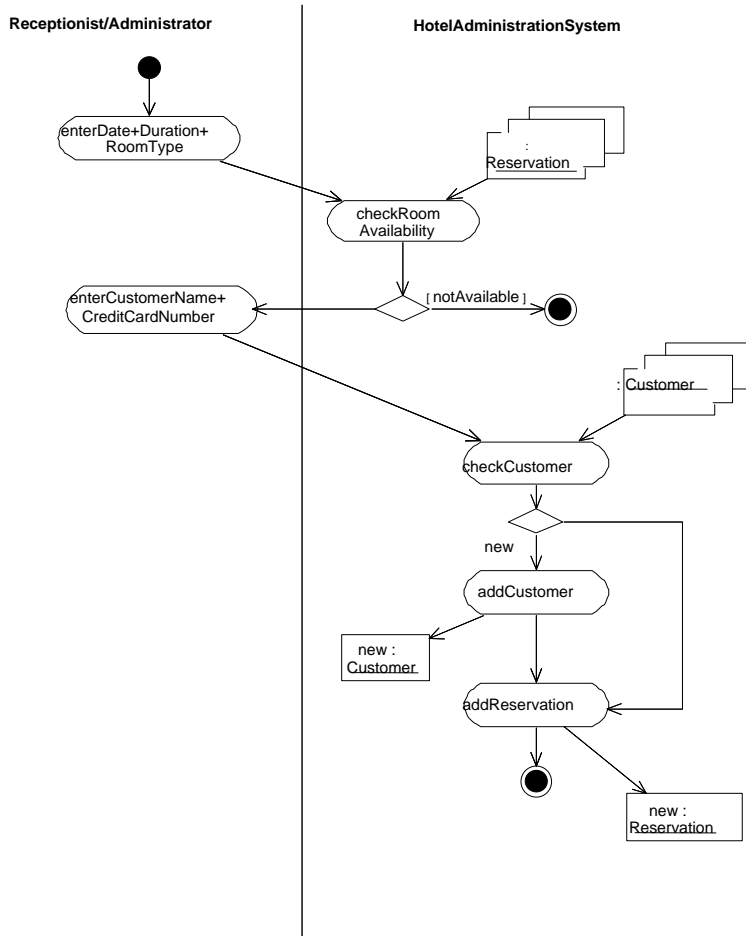 Receptionist/Administrator
HotelAdministrationSystem
enterDate+Duration+
RoomType
:
Reservation
checkRoom
Availability
[ notAvailable ]
enterCustomerName+
CreditCardNumber
: Customer
checkCustomer
new
addCustomer
new :
Customer
addReservation
new :
Reservation